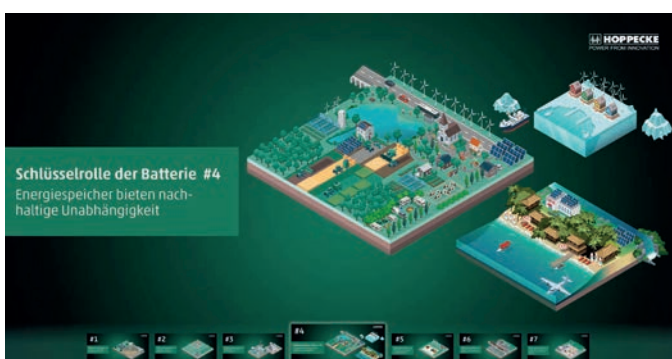 HOPPECKE
POWER FROM INNOVATION
Schlüsselrolle der Batterie #4
Energiespeicher bieten nach-
haltige Unabhängigkeit
#1
#2
#3
#4
#5
#6
#7